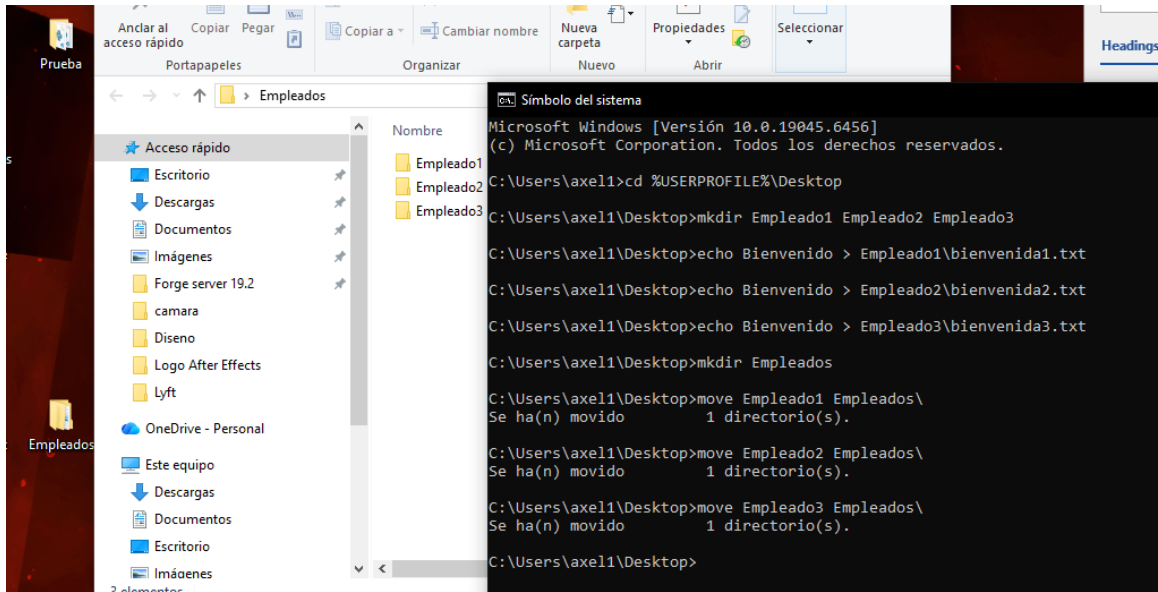 Prueba
Empleados
Anclar al
acceso rápido
Copiar
Pegar
Portapapeles
Copiar a
Cambiar nombre
Organizar
Nueva
carpeta
Nuevo
Propiedades
Abrir
Seleccionar
Headings
Empleados
Nombre
Empleado1
Empleado2
Empleado3
Acceso rápido
Escritorio
Descargas
Documentos
Imágenes
Forge server 19.2
camara
Diseno
Logo After Effects
Lyft
OneDrive - Personal
Este equipo
Descargas
Documentos
Escritorio
Imágenes
3 elementos
Símbolo del sistema
Microsoft Windows [Versión 10.0.19045.6456]
(c) Microsoft Corporation. Todos los derechos reservados.
C:\Users\axel1>cd %USERPROFILE%\Desktop
C:\Users\axel1\Desktop>mkdir Empleado1 Empleado2 Empleado3
C:\Users\axel1\Desktop>echo Bienvenido > Empleado1\bienvenida1.txt
C:\Users\axel1\Desktop>echo Bienvenido > Empleado2\bienvenida2.txt
C:\Users\axel1\Desktop>echo Bienvenido > Empleado3\bienvenida3.txt
C:\Users\axel1\Desktop>mkdir Empleados
C:\Users\axel1\Desktop>move Empleado1 Empleados\
Se ha(n) movido         1 directorio(s).
C:\Users\axel1\Desktop>move Empleado2 Empleados\
Se ha(n) movido         1 directorio(s).
C:\Users\axel1\Desktop>move Empleado3 Empleados\
Se ha(n) movido         1 directorio(s).
C:\Users\axel1\Desktop>